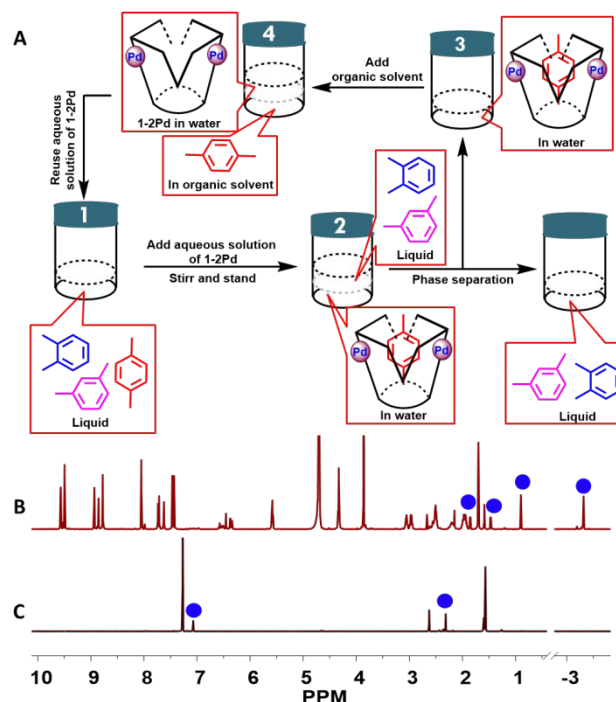 A
4
3
Pd
Pd
Pd
Pd
Add
organic solvent
1-2Pd in water
In organic solvent
In water
Reuse aqueous
solution of 1-2Pd
1
2
Add aqueous solution
of 1-2Pd
Stirr and stand
Liquid
Phase separation
Pd
Pd
Liquid
In water
Liquid
B
C
10 9 8 7 6 5 4 3 2 1 -3
PPM